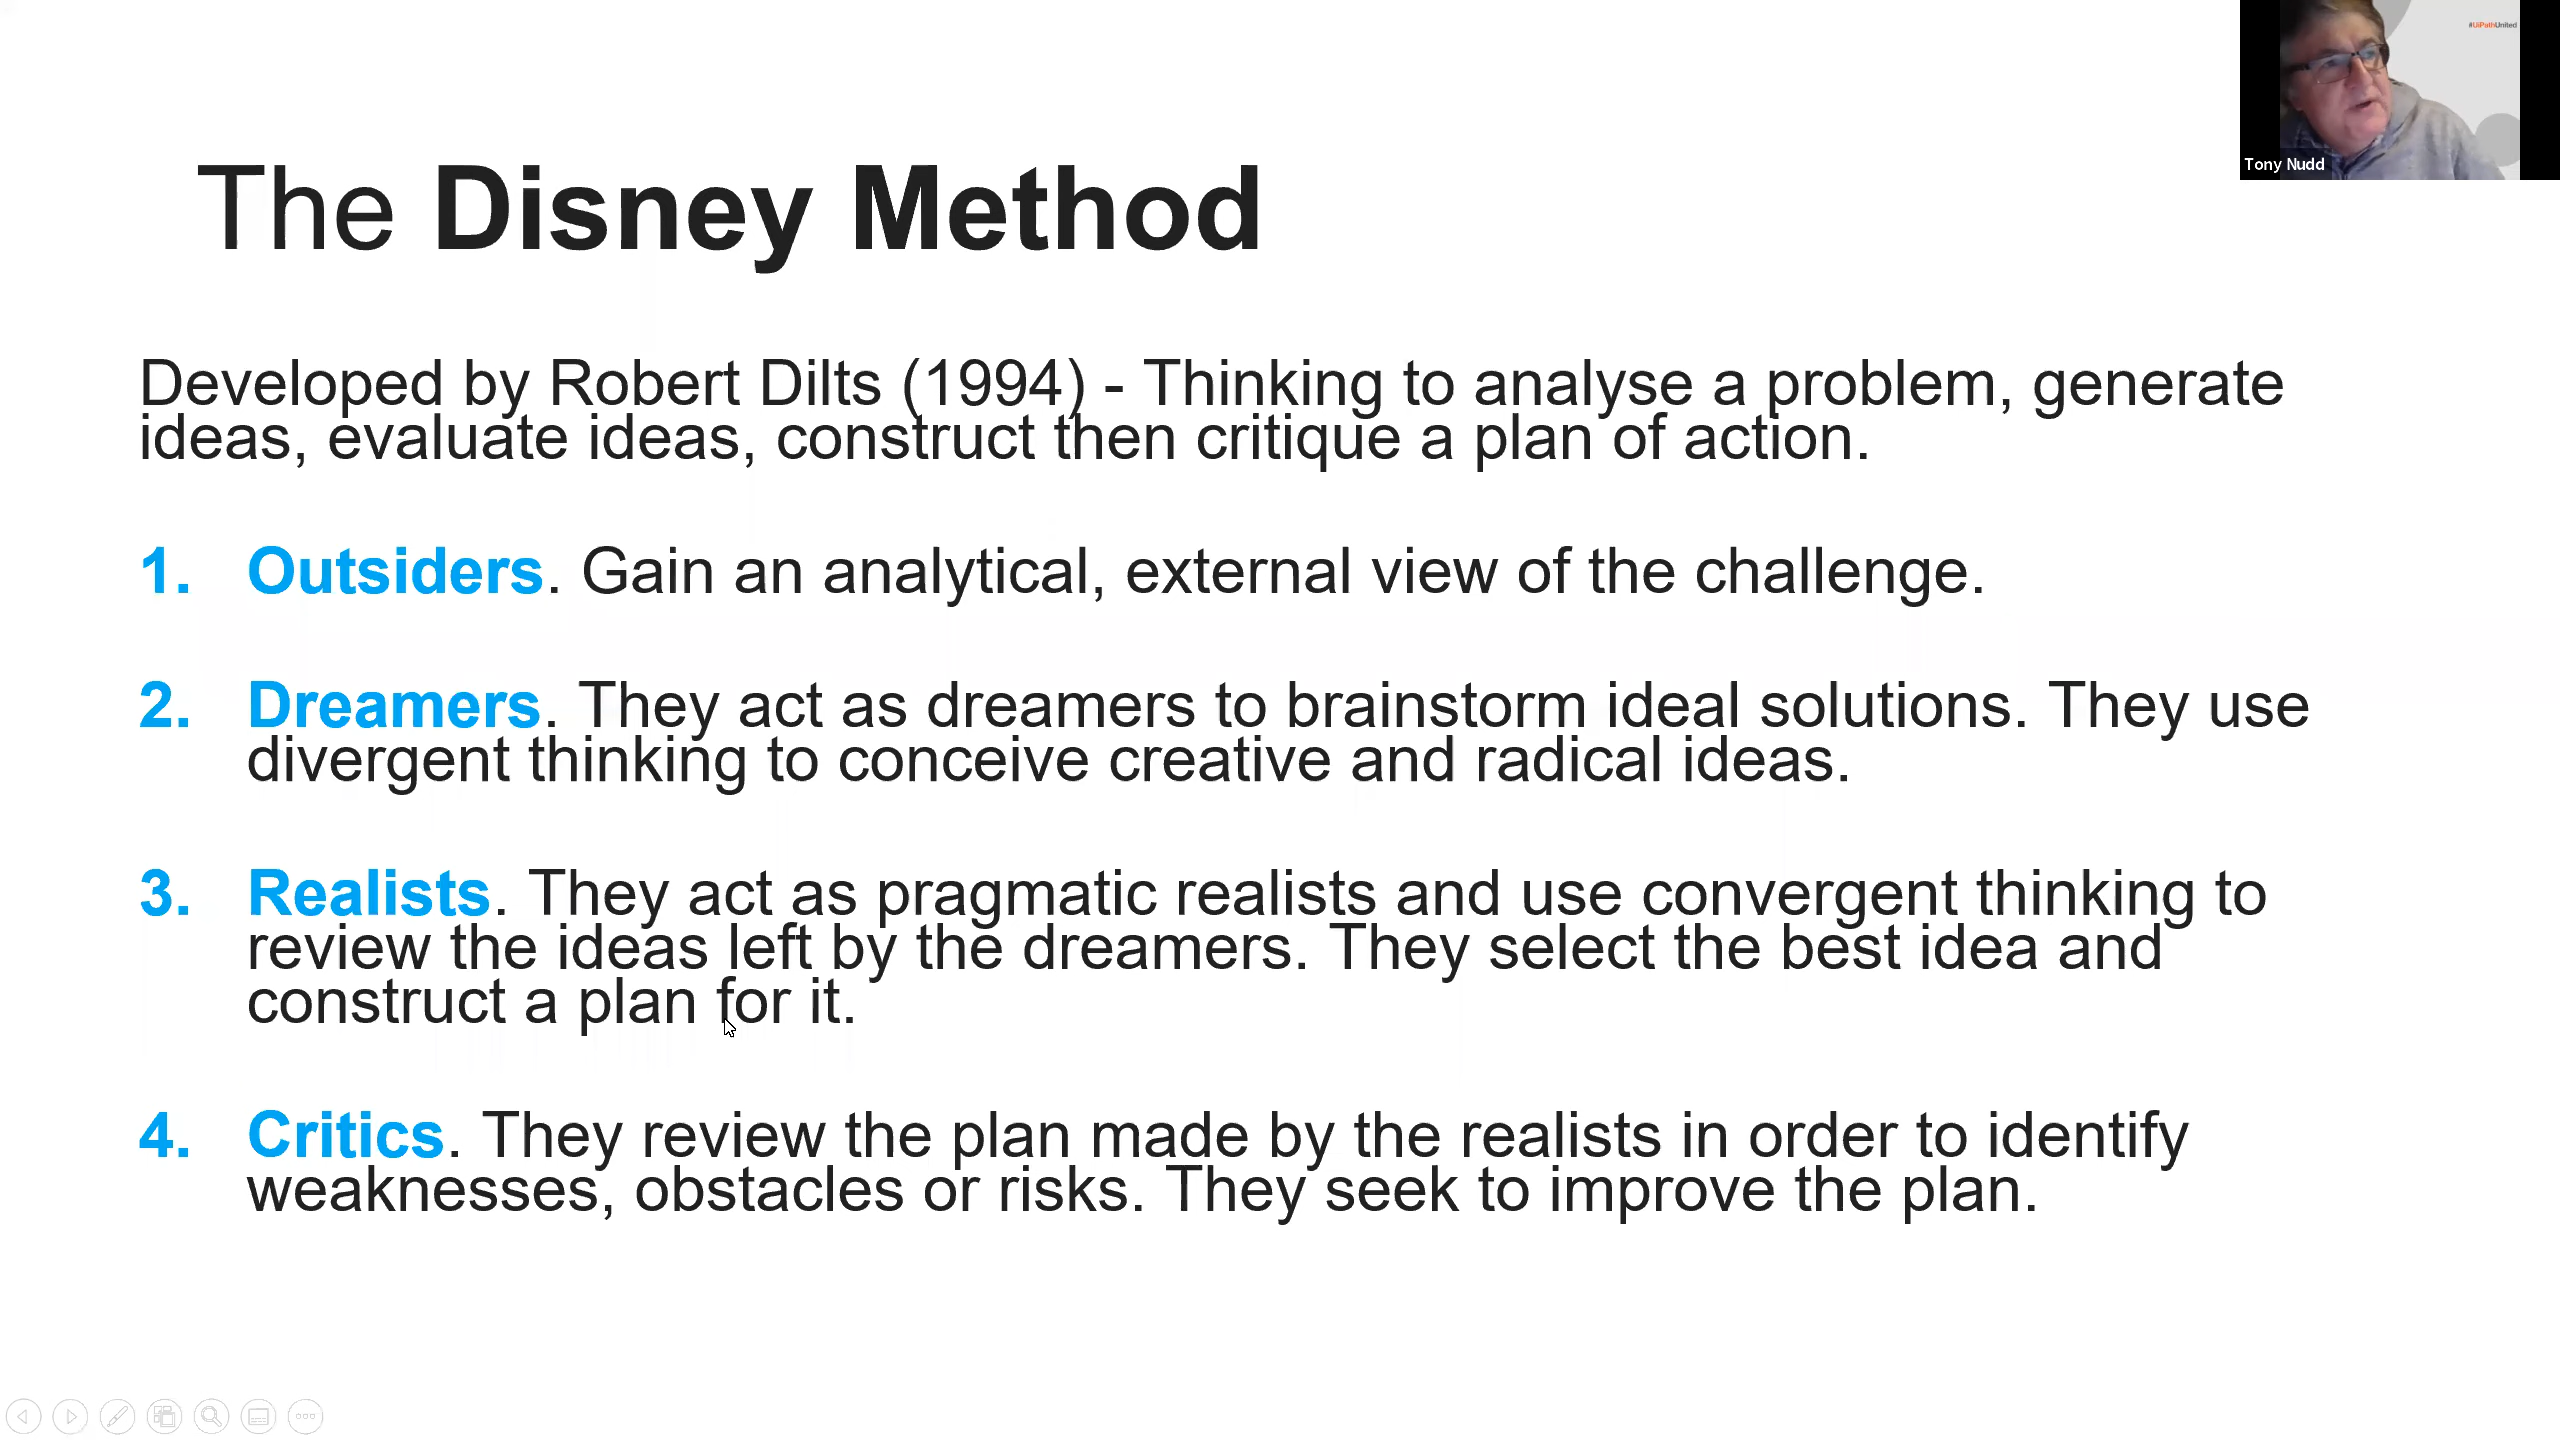 #UiPathUnited
Tony Nudd
The Disney Method
Developed by Robert Dilts (1994) - Thinking to analyse a problem, generate
ideas, evaluate ideas, construct then critique a plan of action.
1. Outsiders. Gain an analytical, external view of the challenge.
2. Dreamers. They act as dreamers to brainstorm ideal solutions. They use
divergent thinking to conceive creative and radical ideas.
3. Realists. They act as pragmatic realists and use convergent thinking to
review the ideas left by the dreamers. They select the best idea and
construct a plan for it.
4. Critics. They review the plan made by the realists in order to identify
weaknesses, obstacles or risks. They seek to improve the plan.